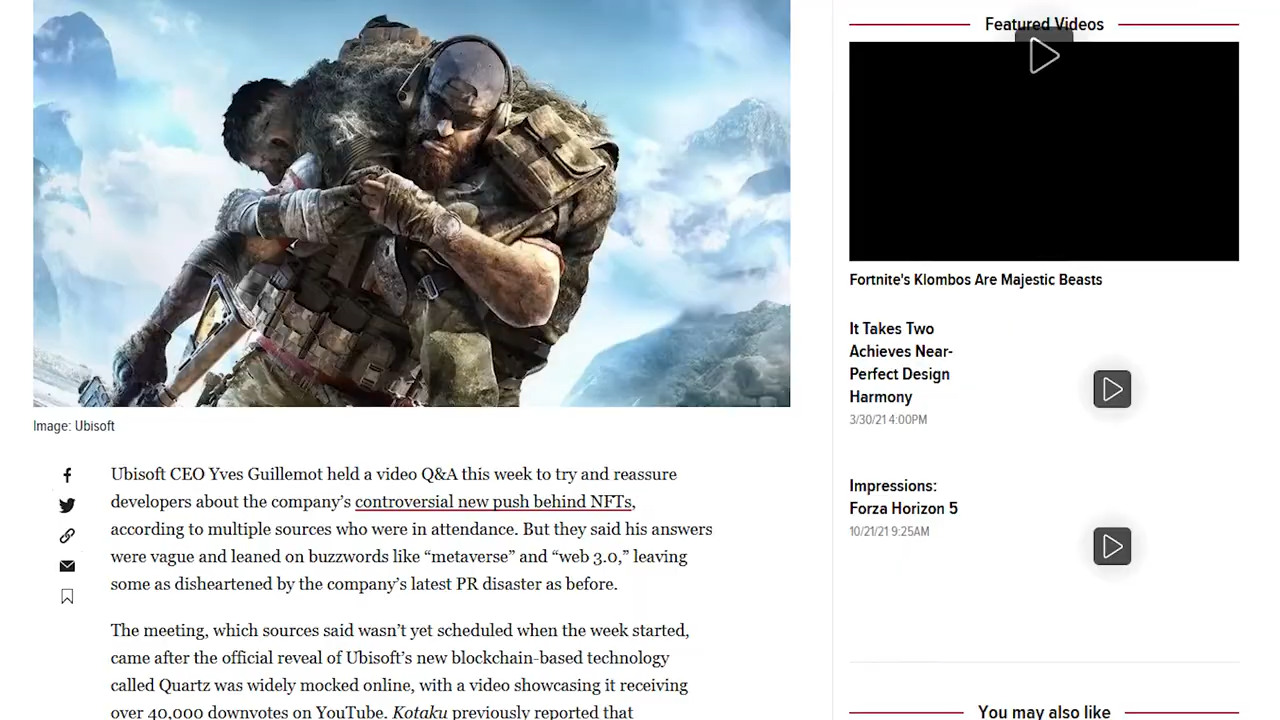 Image: Ubisoft
Ubisoft CEO Yves Guillemot held a video Q&A this week to try and reassure
developers about the company’s controversial new push behind NFTs,
according to multiple sources who were in attendance. But they said his answers
were vague and leaned on buzzwords like “metaverse” and “web 3.0,” leaving
some as disheartened by the company’s latest PR disaster as before.
The meeting, which sources said wasn’t yet scheduled when the week started,
came after the official reveal of Ubisoft’s new blockchain-based technology
called Quartz was widely mocked online, with a video showcasing it receiving
over 40,000 downvotes on YouTube. Kotaku previously reported that
Featured Videos
Fortnite's Klombos Are Majestic Beasts
It Takes Two
Achieves Near-
Perfect Design
Harmony
3/30/21 4:00PM
Impressions:
Forza Horizon 5
10/21/21 9:25AM
You may also like